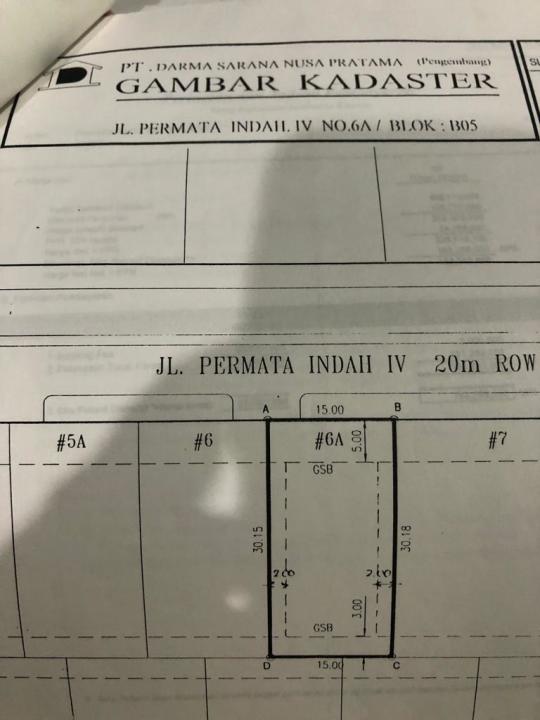 PT . DARMA SARANA NUSA PRATAMA (Pengembang)
GAMBAR KADASTER
JL. PERMATA INDAH. IV NO.6A / BLOK : B05
JL. PERMATA INDAH IV 20m ROW
A 15.00 B
#5A #6 #6A 5.00 #7
GSB
30.15 30.18
2.00 2.00
3.00
GSB
D 15.00 C